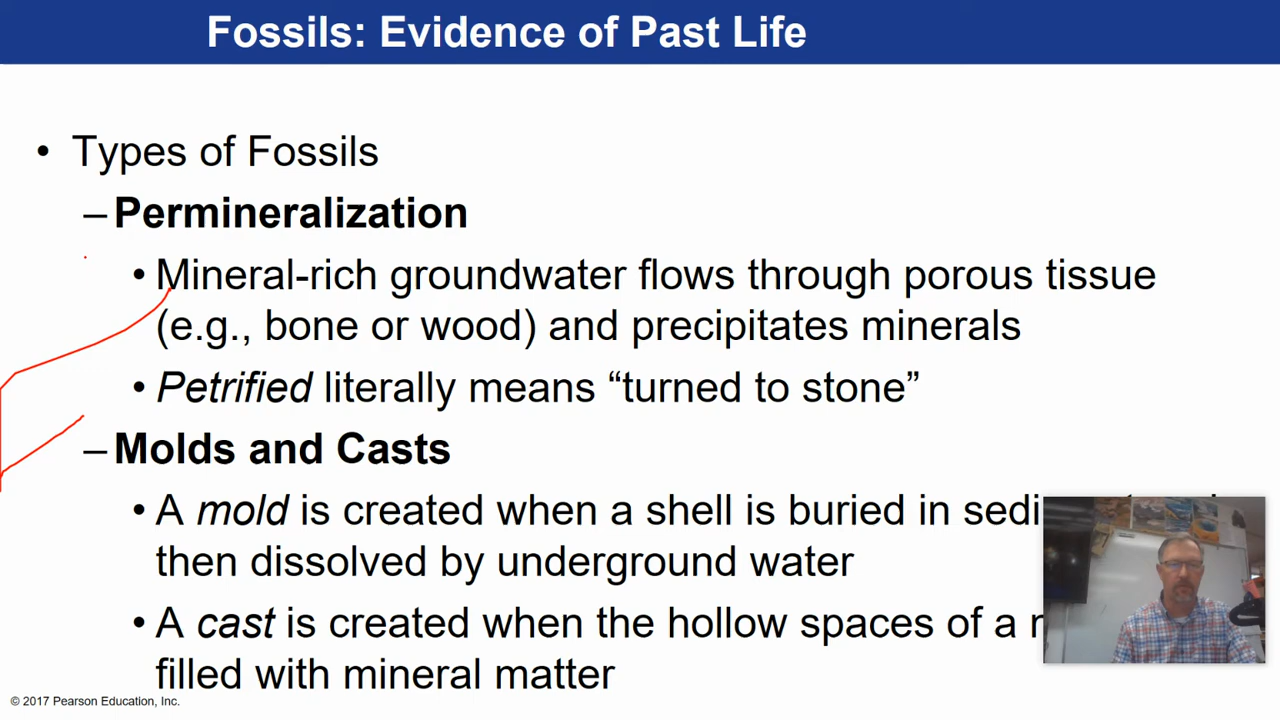 Fossils: Evidence of Past Life
• Types of Fossils
– Permineralization
• Mineral-rich groundwater flows through porous tissue
(e.g., bone or wood) and precipitates minerals
• Petrified literally means “turned to stone”
– Molds and Casts
• A mold is created when a shell is buried in
then dissolved by underground water
• A cast is created when the hollow spaces of a
filled with mineral matter
© 2017 Pearson Education, Inc.